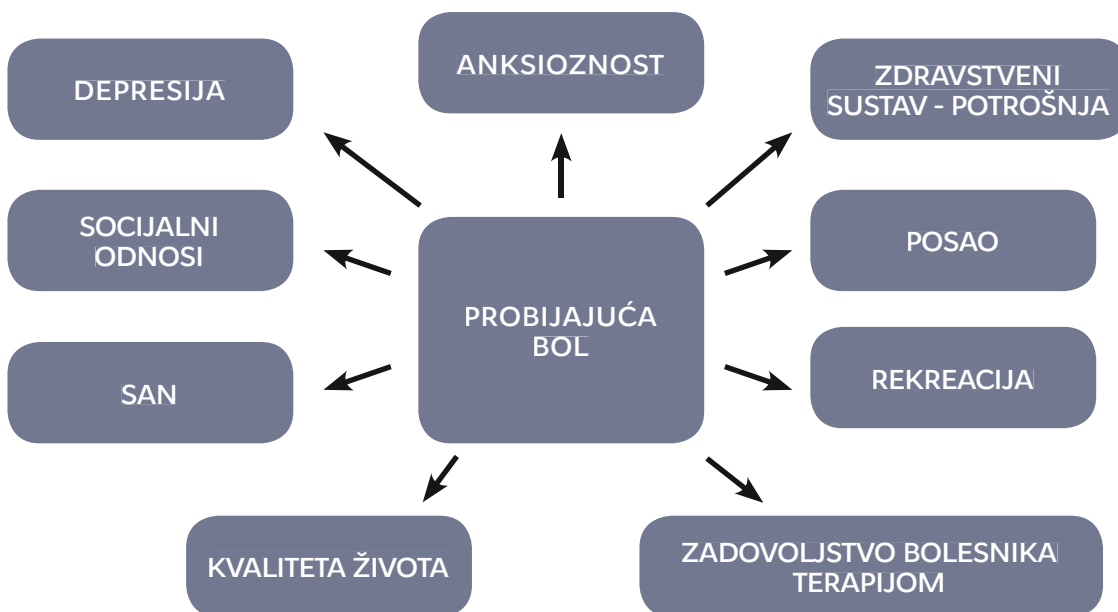 DEPRESIJA
ANKSIOZNOST
ZDRAVSTVENI
SUSTAV - POTROŠNJA
SOCIJALNI
ODNOSI
POSAO
PROBIJAJUĆA
BOL
SAN
REKREACIJA
KVALITETA ŽIVOTA
ZADOVOLJSTVO BOLESNIKA
TERAPIJOM